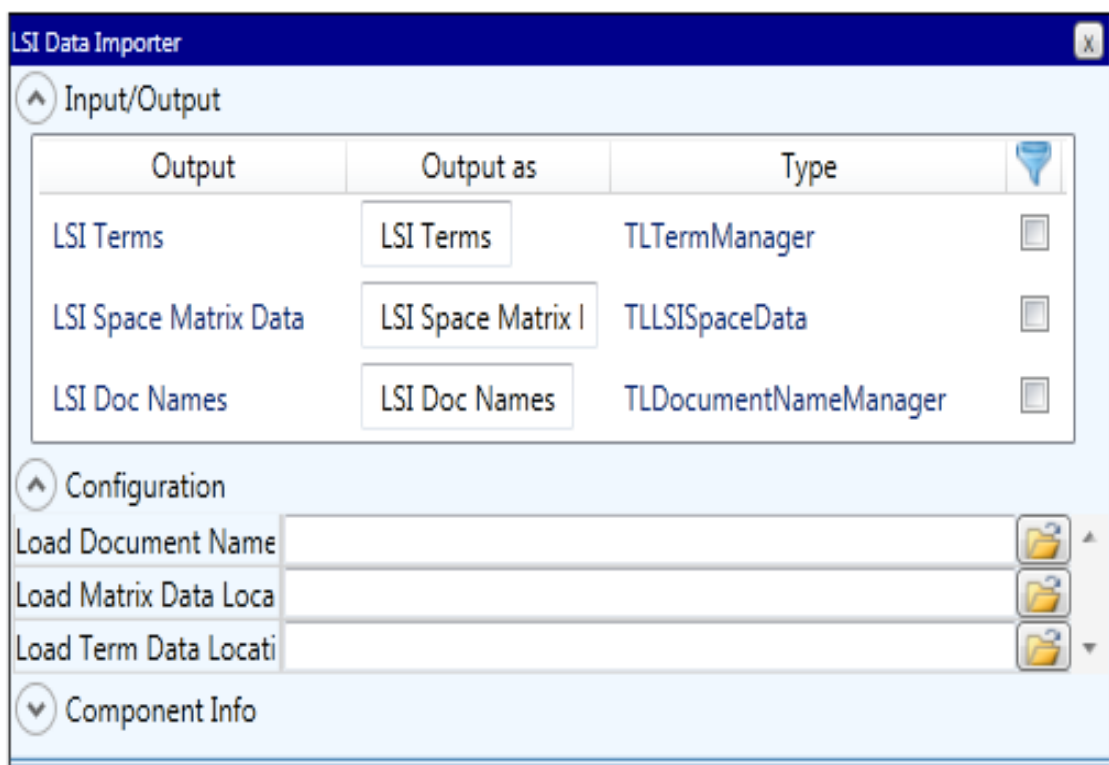 LSI Data Importer x
Input/Output
Output Output as Type
LSI Terms LSI Terms TLTermManager
LSI Space Matrix Data LSI Space Matrix TLLSISpaceData
LSI Doc Names LSI Doc Names TLDocumentNameManager
Configuration
Load Document Name
Load Matrix Data Loca
Load Term Data Locati
Component Info